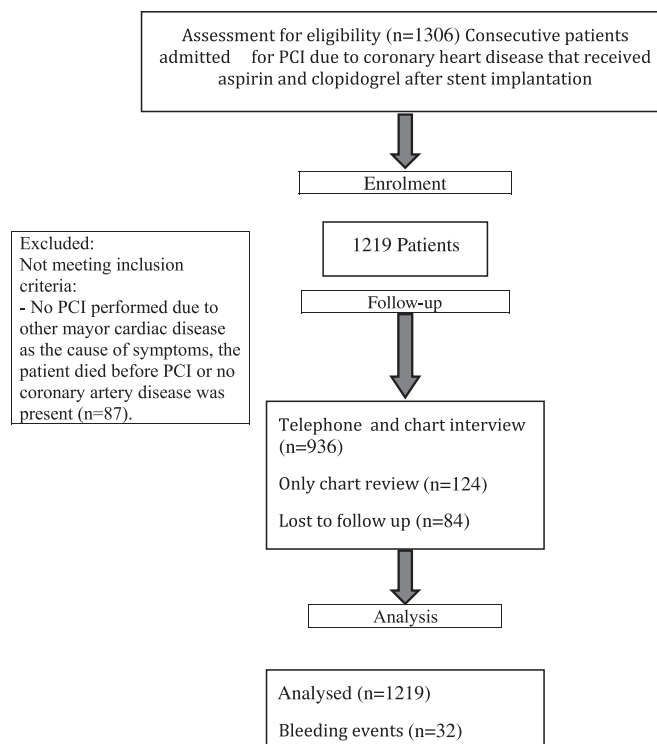 Assessment for eligibility (n=1306) Consecutive patients
admitted for PCI due to coronary heart disease that received
aspirin and clopidogrel after stent implantation
Enrolment
1219 Patients
Excluded:
Not meeting inclusion
criteria:
- No PCI performed due to
other mayor cardiac disease
as the cause of symptoms, the
patient died before PCI or no
coronary artery disease was
present (n=87).
Follow-up
Telephone and chart interview
(n=936)
Only chart review (n=124)
Lost to follow up (n=84)
Analysis
Analysed (n=1219)
Bleeding events (n=32)